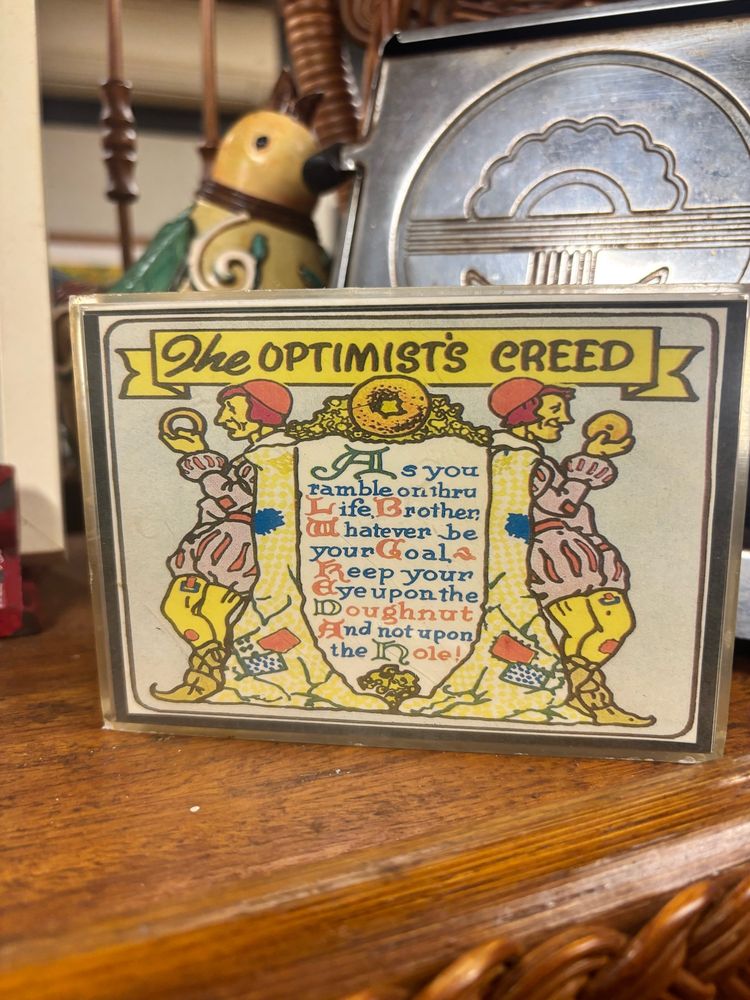 The OPTIMIST'S CREED
As you
ramble on thru
Life, Brother,
Whatever be
your Goal,
Keep your
Eye upon the
Doughnut
And not upon
the Hole!